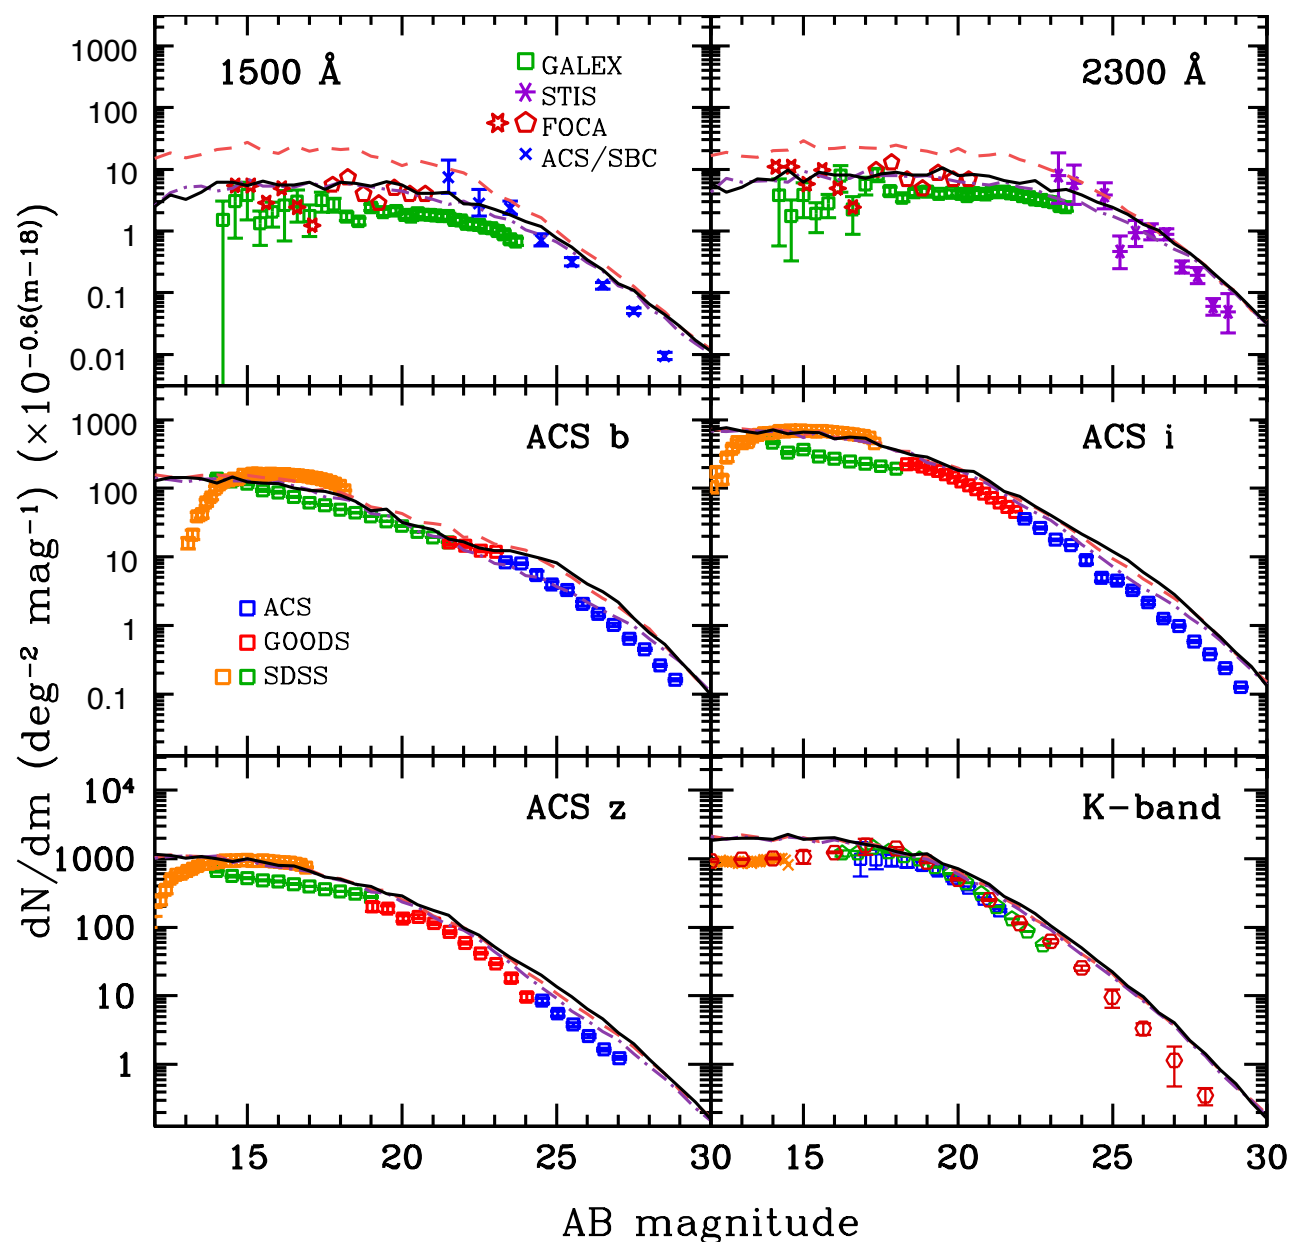 1500 Å
GALEX
STIS
FOCA
ACS/SBC
2300 Å
1000
100
10
1
0.1
0.01
ACS b
ACS
GOODS
SDSS
ACS i
1000
100
10
1
0.1
ACS z
K-band
10⁴
1000
100
10
1
15 20 25 30
15 20 25 30
AB magnitude
dN/dm (deg⁻² mag⁻¹) (×10⁻⁰·⁶⁽ᵐ⁻¹⁸⁾)